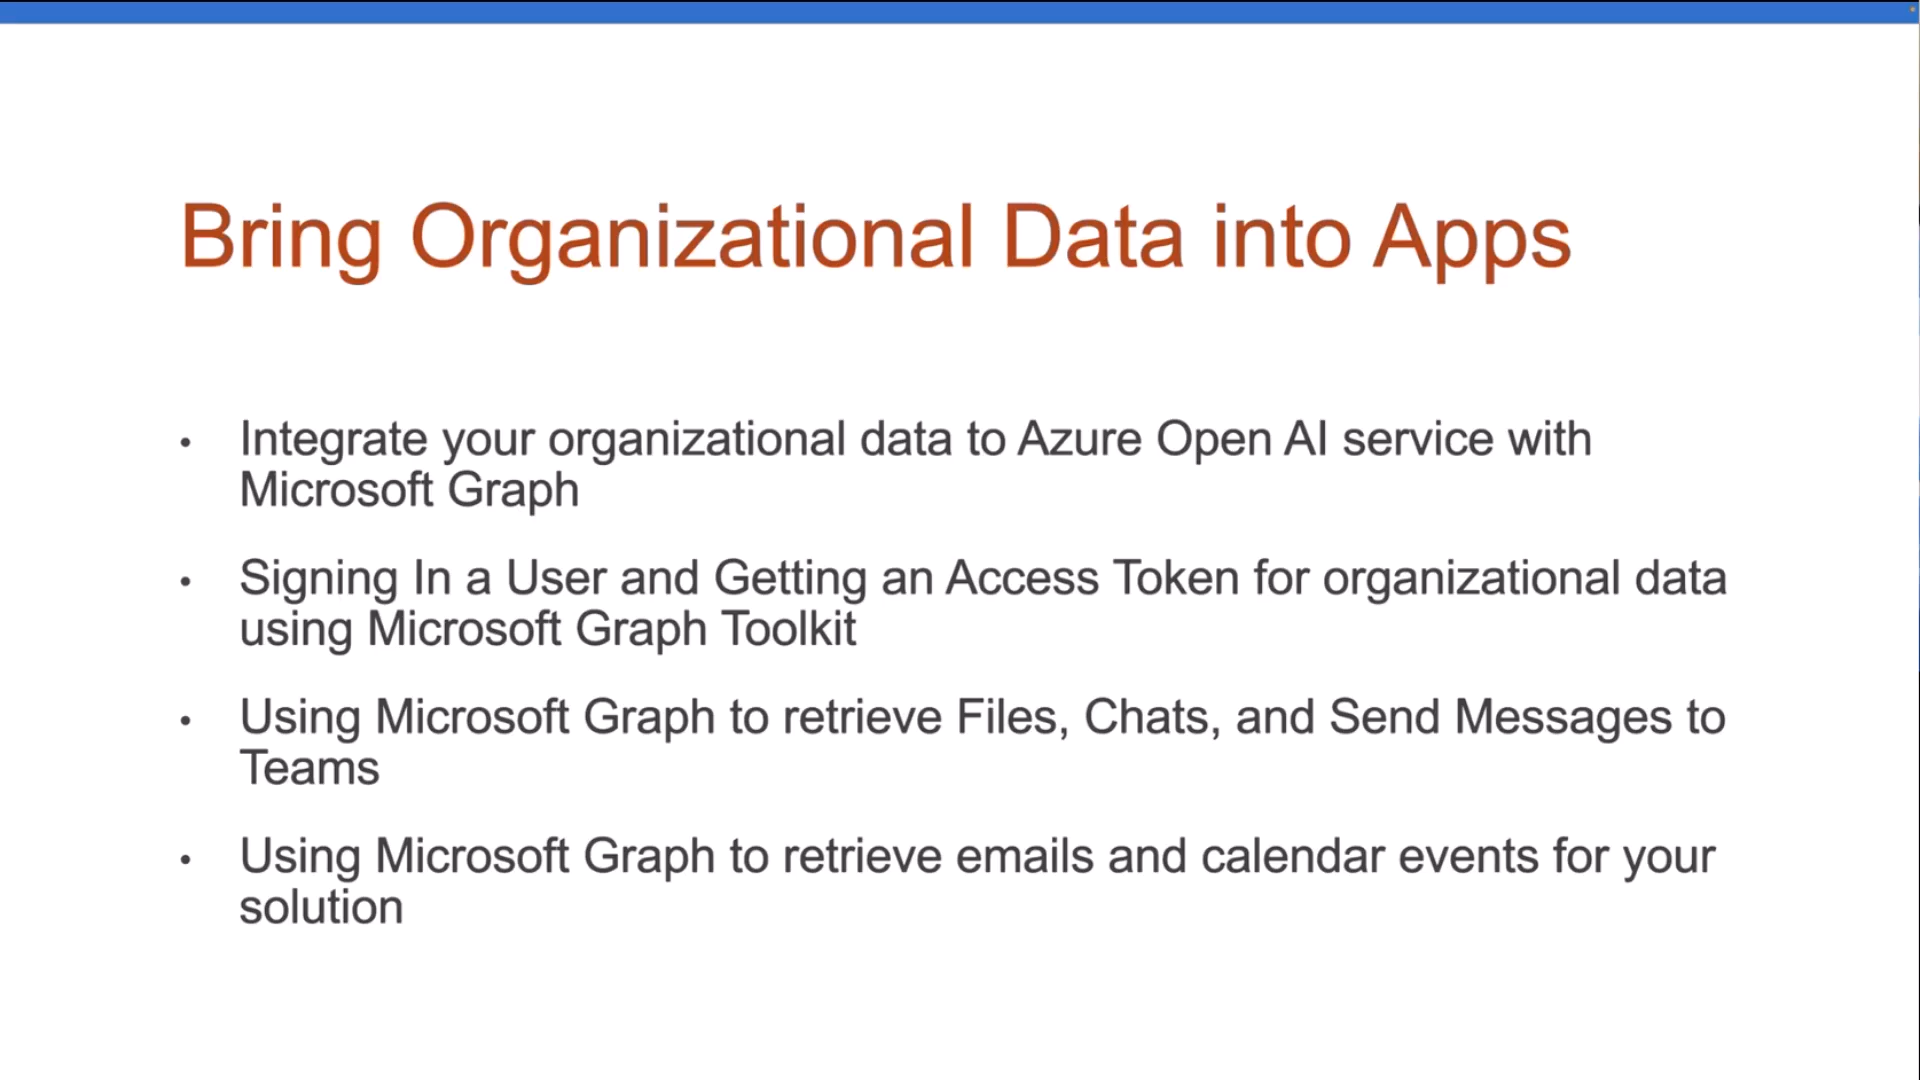 Bring Organizational Data into Apps
• Integrate your organizational data to Azure Open AI service with
Microsoft Graph
• Signing In a User and Getting an Access Token for organizational data
using Microsoft Graph Toolkit
• Using Microsoft Graph to retrieve Files, Chats, and Send Messages to
Teams
• Using Microsoft Graph to retrieve emails and calendar events for your
solution